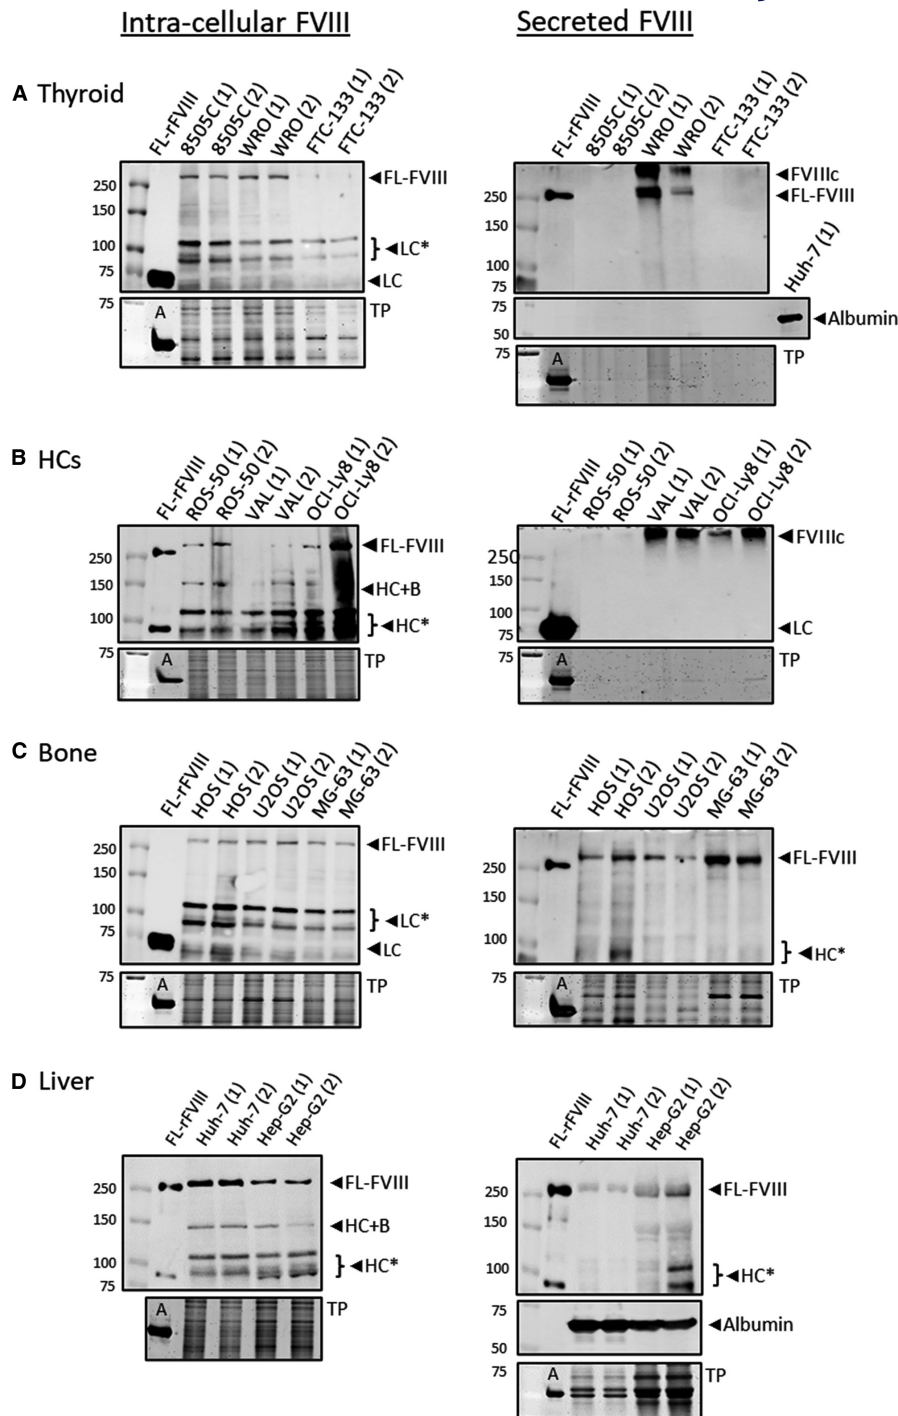 Intra-cellular FVIII
Secreted FVIII
A Thyroid
FL-rFVIII
8505C (1)
8505C (2)
WRO (1)
WRO (2)
FTC-133 (1)
FTC-133 (2)
250
150
100
75
FL-FVIII
LC*
LC
75
A
TP
FL-rFVIII
8505C (1)
8505C (2)
WRO (1)
WRO (2)
FTC-133 (1)
FTC-133 (2)
250
150
100
75
FVIIIc
FL-FVIII
Huh-7 (1)
75
50
Albumin
75
A
TP
B HCs
FL-rFVIII
ROS-50 (1)
ROS-50 (2)
VAL (1)
VAL (2)
OCI-Ly8 (1)
OCI-Ly8 (2)
250
150
100
75
FL-FVIII
HC+B
HC*
A
TP
FL-rFVIII
ROS-50 (1)
ROS-50 (2)
VAL (1)
VAL (2)
OCI-Ly8 (1)
OCI-Ly8 (2)
250
150
100
75
FVIIIc
LC
75
A
TP
C Bone
FL-rFVIII
HOS (1)
HOS (2)
U2OS (1)
U2OS (2)
MG-63 (1)
MG-63 (2)
250
150
100
75
FL-FVIII
LC*
LC
75
A
TP
FL-rFVIII
HOS (1)
HOS (2)
U2OS (1)
U2OS (2)
MG-63 (1)
MG-63 (2)
250
150
100
FL-FVIII
HC*
75
A
TP
D Liver
FL-rFVIII
Huh-7 (1)
Huh-7 (2)
Hep-G2 (1)
Hep-G2 (2)
250
150
100
75
FL-FVIII
HC+B
HC*
A
TP
FL-rFVIII
Huh-7 (1)
Huh-7 (2)
Hep-G2 (1)
Hep-G2 (2)
250
150
100
FL-FVIII
HC*
75
50
Albumin
75
A
TP